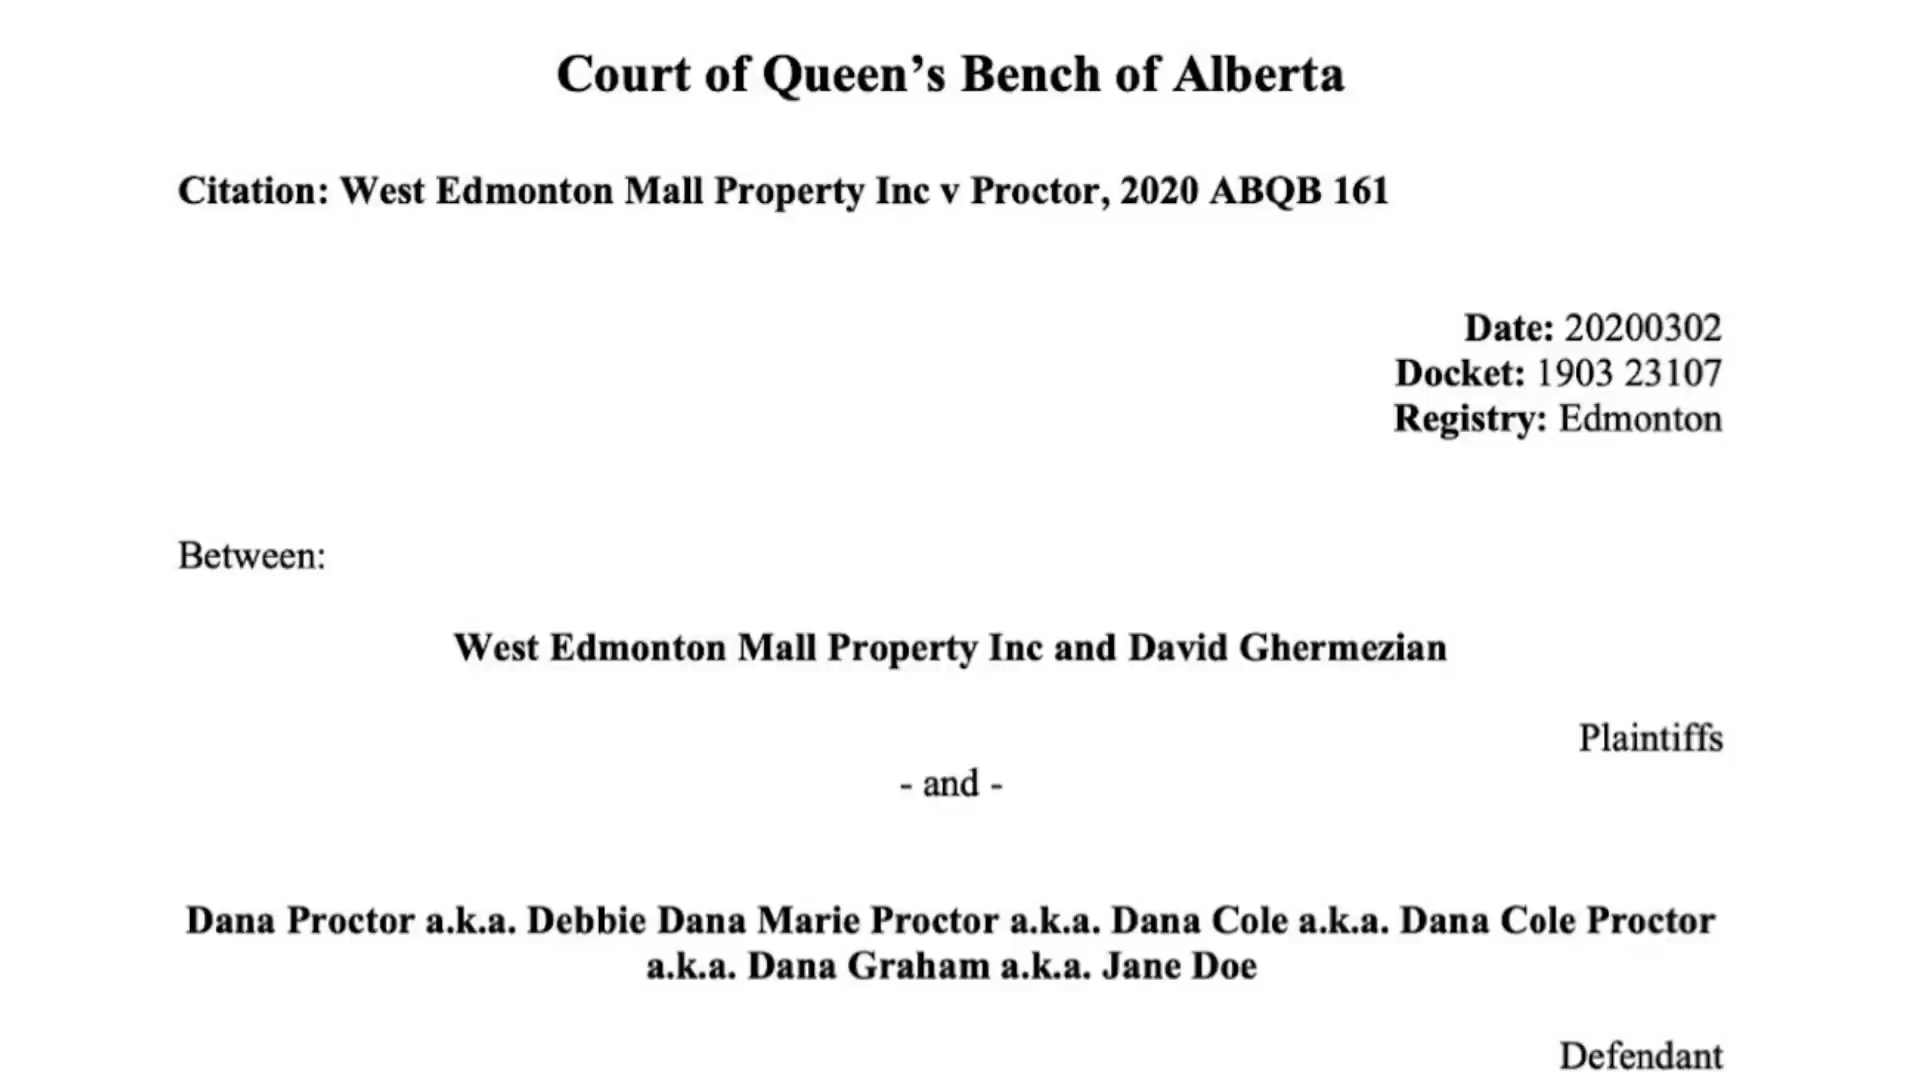 Court of Queen’s Bench of Alberta
Citation: West Edmonton Mall Property Inc v Proctor, 2020 ABQB 161
Date: 20200302
Docket: 1903 23107
Registry: Edmonton
Between:
West Edmonton Mall Property Inc and David Ghermezian
Plaintiffs
- and -
Dana Proctor a.k.a. Debbie Dana Marie Proctor a.k.a. Dana Cole a.k.a. Dana Cole Proctor
a.k.a. Dana Graham a.k.a. Jane Doe
Defendant